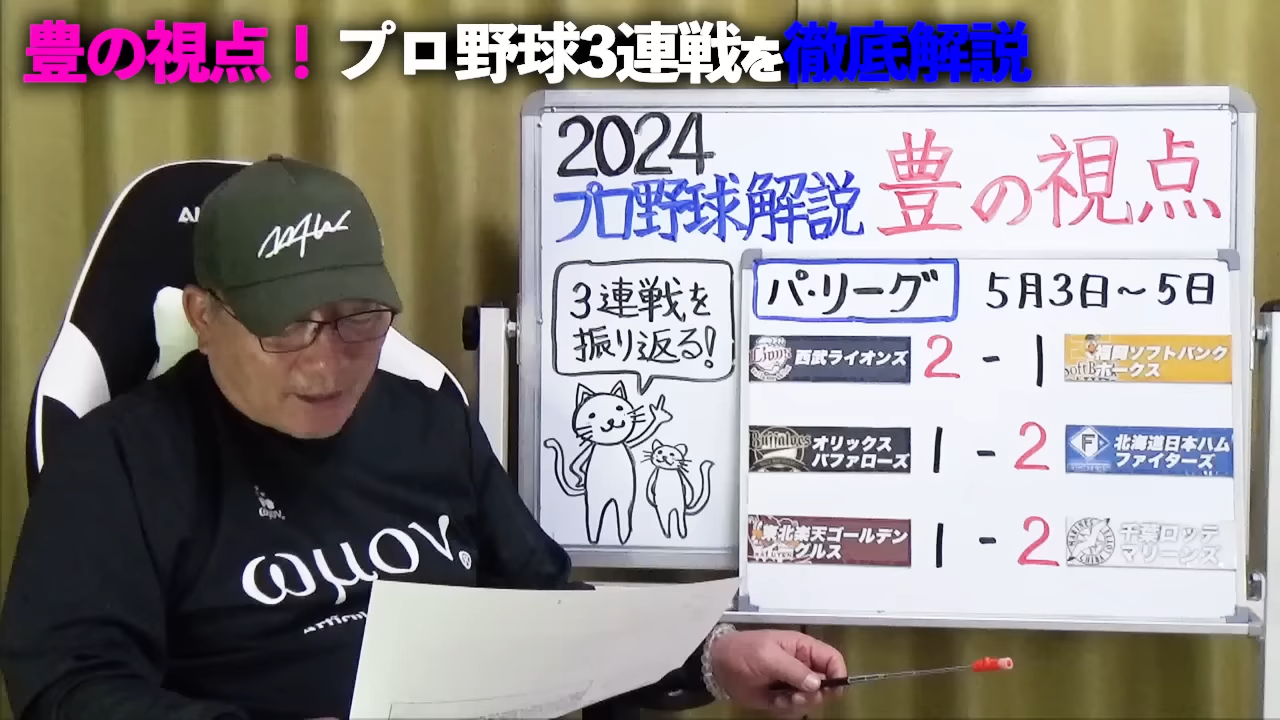 豊の視点！プロ野球3連戦を徹底解説
2024
プロ野球解説 豊の視点
3連戦を
振り返る!
パ・リーグ 5月3日～5日
西武ライオンズ 2 - 1 福岡ソフトバンク
ホークス
オリックス
バファローズ 1 - 2 北海道日本ハム
ファイターズ
東北楽天ゴールデン
グルス 1 - 2 千葉ロッテ
マリーンズ
ωμοv®